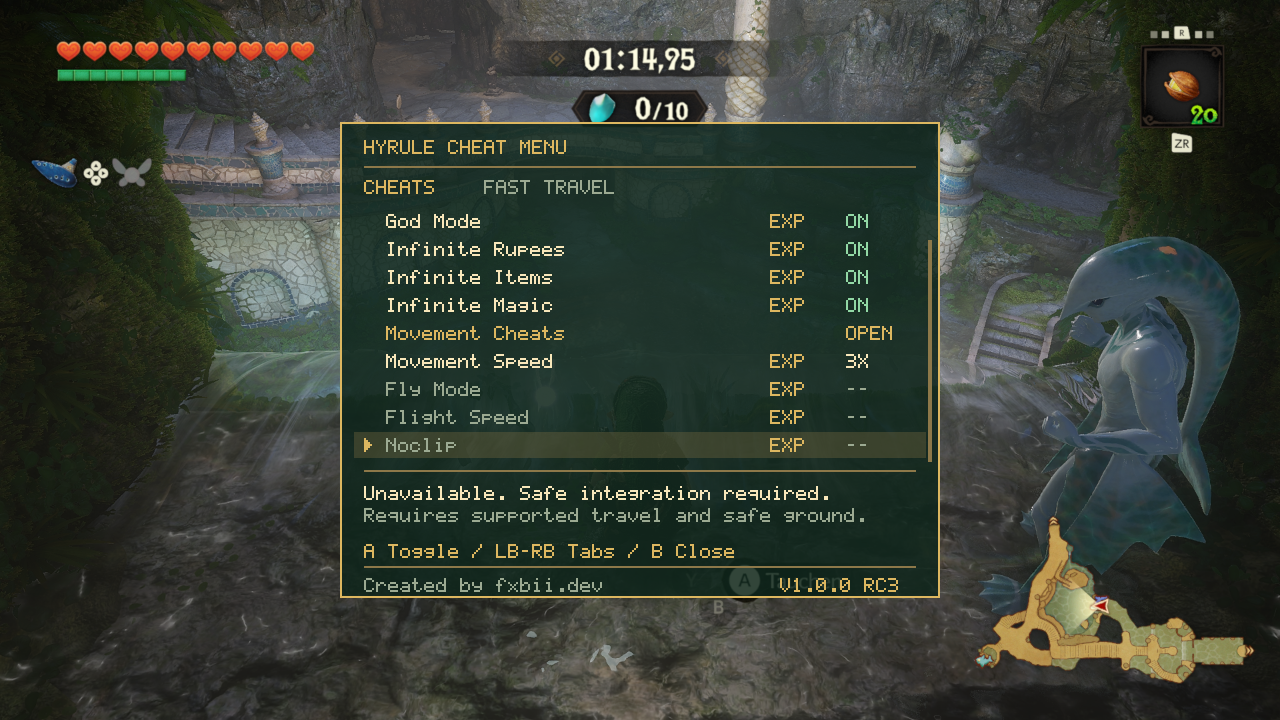 01:14,95
R
0/10
20
ZR
HYRULE CHEAT MENU
CHEATS FAST TRAVEL
God Mode EXP ON
Infinite Rupees EXP ON
Infinite Items EXP ON
Infinite Magic EXP ON
Movement Cheats OPEN
Movement Speed EXP 3X
Fly Mode EXP --
Flight Speed EXP --
Noclip EXP --
Unavailable. Safe integration required.
Requires supported travel and safe ground.
A Toggle / LB-RB Tabs / B Close
Created by fxbii.dev V1.0.0 RC3
A
B